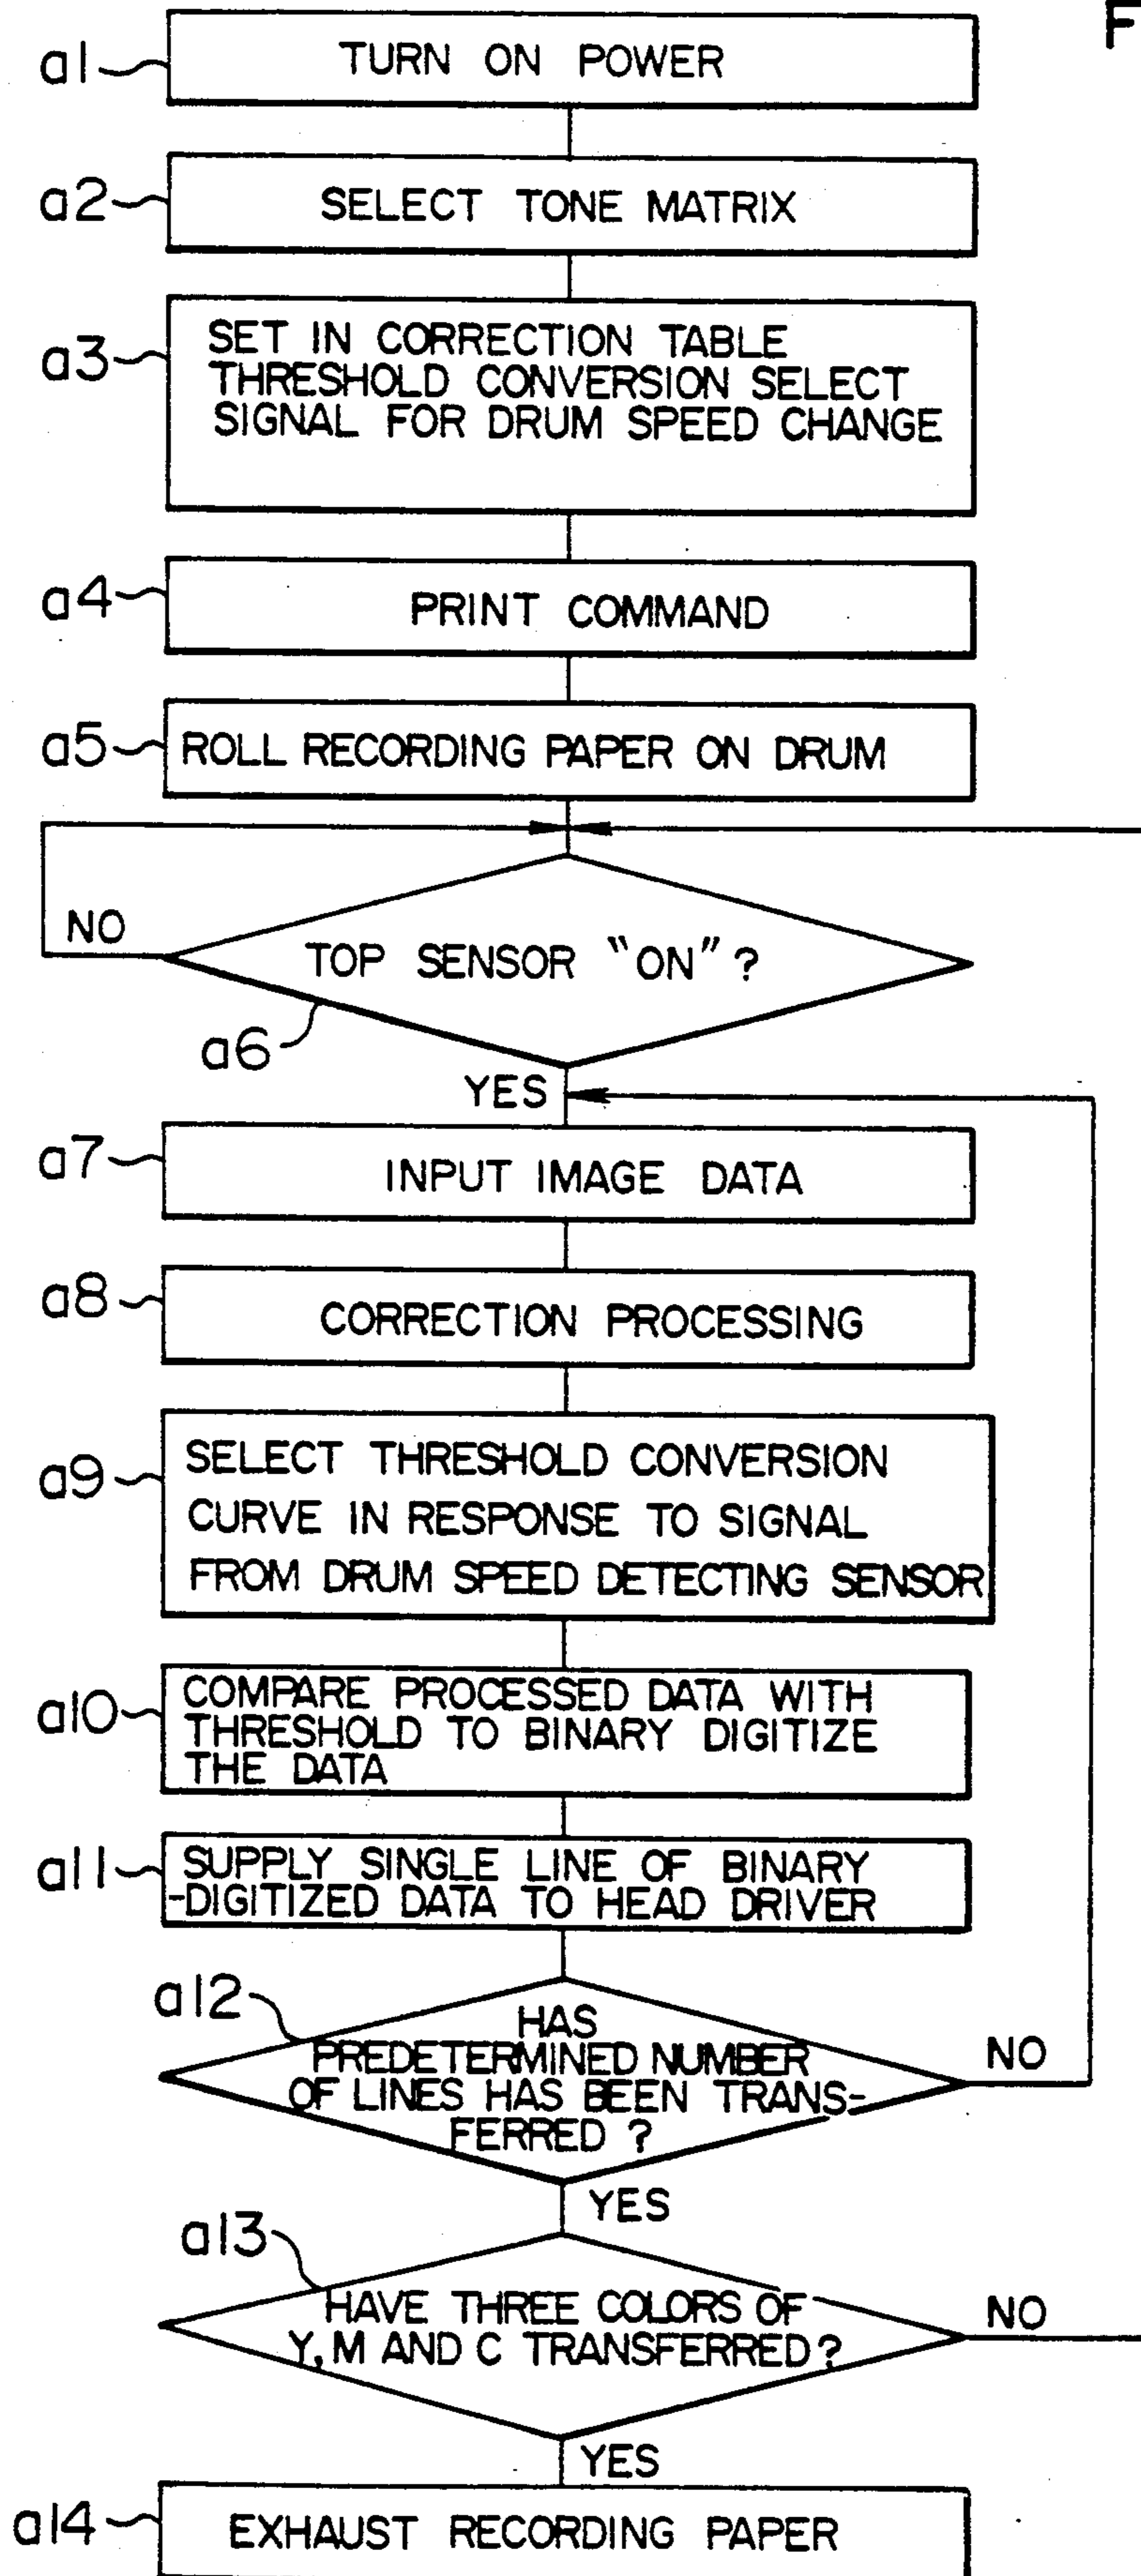 F
a1
TURN ON POWER
a2
SELECT TONE MATRIX
a3
SET IN CORRECTION TABLE
THRESHOLD CONVERSION SELECT
SIGNAL FOR DRUM SPEED CHANGE
a4
PRINT COMMAND
a5
ROLL RECORDING PAPER ON DRUM
NO
TOP SENSOR "ON"?
a6
YES
a7
INPUT IMAGE DATA
a8
CORRECTION PROCESSING
a9
SELECT THRESHOLD CONVERSION
CURVE IN RESPONSE TO SIGNAL
FROM DRUM SPEED DETECTING SENSOR
a10
COMPARE PROCESSED DATA WITH
THRESHOLD TO BINARY DIGITIZE
THE DATA
a11
SUPPLY SINGLE LINE OF BINARY
-DIGITIZED DATA TO HEAD DRIVER
a12
HAS
PREDETERMINED NUMBER
OF LINES HAS BEEN TRANS-
FERRED ?
NO
YES
a13
HAVE THREE COLORS OF
Y, M AND C TRANSFERRED?
NO
YES
a14
EXHAUST RECORDING PAPER